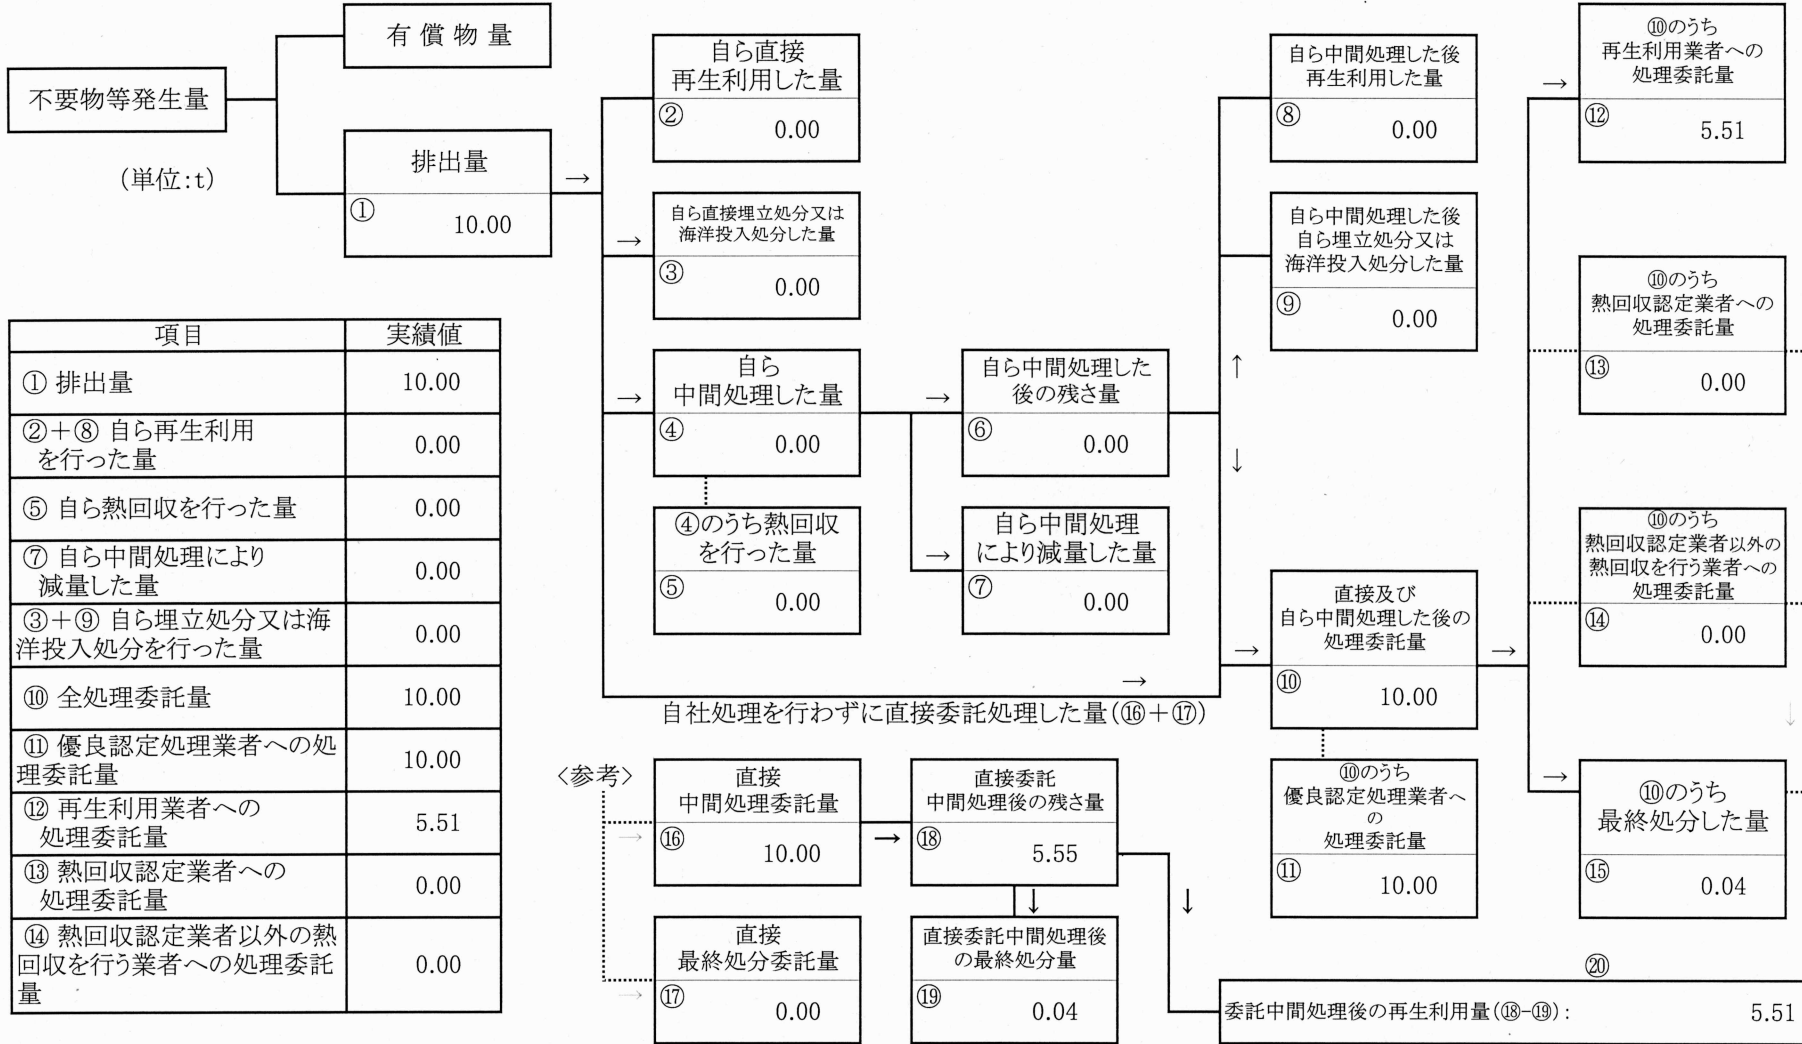 不要物等発生量
(単位:t)
有償物量
排出量
→
①
10.00
自ら直接
再生利用した量
②
0.00
→
自ら直接埋立処分又は
海洋投入処分した量
③
0.00
→
自ら
中間処理した量
④
0.00
④のうち熱回収
を行った量
⑤
0.00
→
自ら中間処理した
後の残さ量
⑥
0.00
→
自ら中間処理
により減量した量
⑦
0.00
↑
↓
自ら中間処理した後
再生利用した量
⑧
0.00
自ら中間処理した後
自ら埋立処分又は
海洋投入処分した量
⑨
0.00
→
自社処理を行わずに直接委託処理した量(⑯+⑰)
→
直接及び
自ら中間処理した後の
処理委託量
⑩
10.00
→
⑩のうち
優良認定処理業者へ
の
処理委託量
⑪
10.00
→
⑩のうち
再生利用業者への
処理委託量
⑫
5.51
⑩のうち
熱回収認定業者への
処理委託量
⑬
0.00
⑩のうち
熱回収認定業者以外の
熱回収を行う業者への
処理委託量
⑭
0.00
↓
→
⑩のうち
最終処分した量
⑮
0.04
項目 実績値
① 排出量 10.00
②+⑧ 自ら再生利用
を行った量 0.00
⑤ 自ら熱回収を行った量 0.00
⑦ 自ら中間処理により
減量した量 0.00
③+⑨ 自ら埋立処分又は海
洋投入処分を行った量 0.00
⑩ 全処理委託量 10.00
⑪ 優良認定処理業者への処
理委託量 10.00
⑫ 再生利用業者への
処理委託量 5.51
⑬ 熱回収認定業者への
処理委託量 0.00
⑭ 熱回収認定業者以外の熱
回収を行う業者への処理委託
量 0.00
〈参考〉
→
直接
中間処理委託量
⑯
10.00
→
直接委託
中間処理後の残さ量
⑱
5.55
→
直接
最終処分委託量
⑰
0.00
↓
直接委託中間処理後
の最終処分量
⑲
0.04
↓
⑳
委託中間処理後の再生利用量(⑱-⑲): 5.51